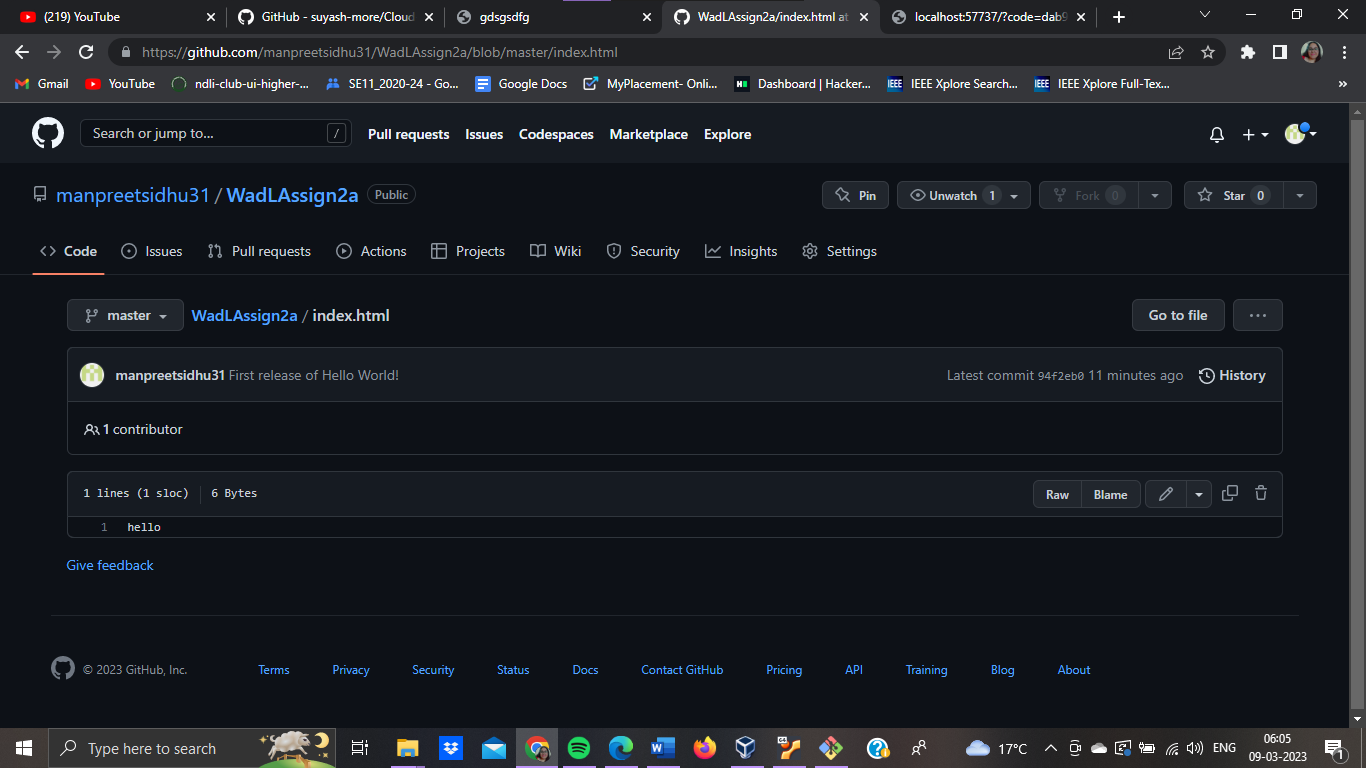 (219) YouTube
GitHub - suyash-more/Cloud
gdsgsdfg
WadLAssign2a/index.html at
localhost:57737/?code=dab9
https://github.com/manpreetsidhu31/WadLAssign2a/blob/master/index.html
Gmail
YouTube
ndli-club-ui-higher-...
SE11_2020-24 - Go...
Google Docs
MyPlacement- Onli...
Dashboard | Hacker...
IEEE Xplore Search...
IEEE Xplore Full-Tex...
Search or jump to... /
Pull requests
Issues
Codespaces
Marketplace
Explore
manpreetsidhu31 / WadLAssign2a Public
Pin
Unwatch 1
Fork 0
Star 0
Code
Issues
Pull requests
Actions
Projects
Wiki
Security
Insights
Settings
master
WadLAssign2a / index.html
Go to file
manpreetsidhu31 First release of Hello World!
Latest commit 94f2eb0 11 minutes ago
History
1 contributor
1 lines (1 sloc) 6 Bytes
Raw
Blame
1 hello
Give feedback
© 2023 GitHub, Inc.
Terms
Privacy
Security
Status
Docs
Contact GitHub
Pricing
API
Training
Blog
About
Type here to search
17°C
ENG
06:05
09-03-2023
1